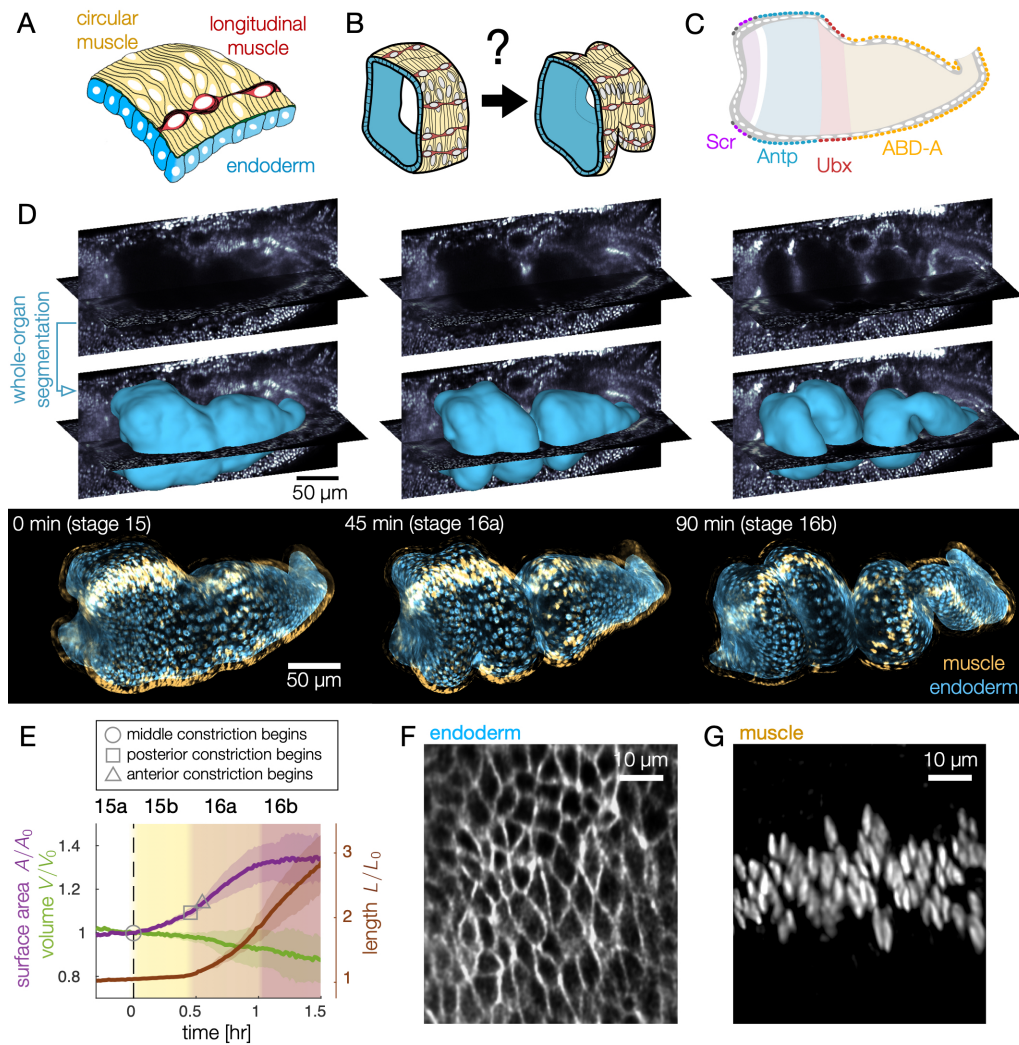 A
circular
muscle
longitudinal
muscle
endoderm
B
?
C
Scr
Antp
Ubx
ABD-A
D
whole-organ
segmentation
50 μm
0 min (stage 15)
45 min (stage 16a)
90 min (stage 16b)
50 μm
muscle
endoderm
E
middle constriction begins
posterior constriction begins
anterior constriction begins
15a 15b 16a 16b
surface area A/A₀
volume V/V₀
1.4
1.2
1
0.8
length L/L₀
3
2
1
0 0.5 1 1.5
time [hr]
F endoderm
10 μm
G muscle
10 μm